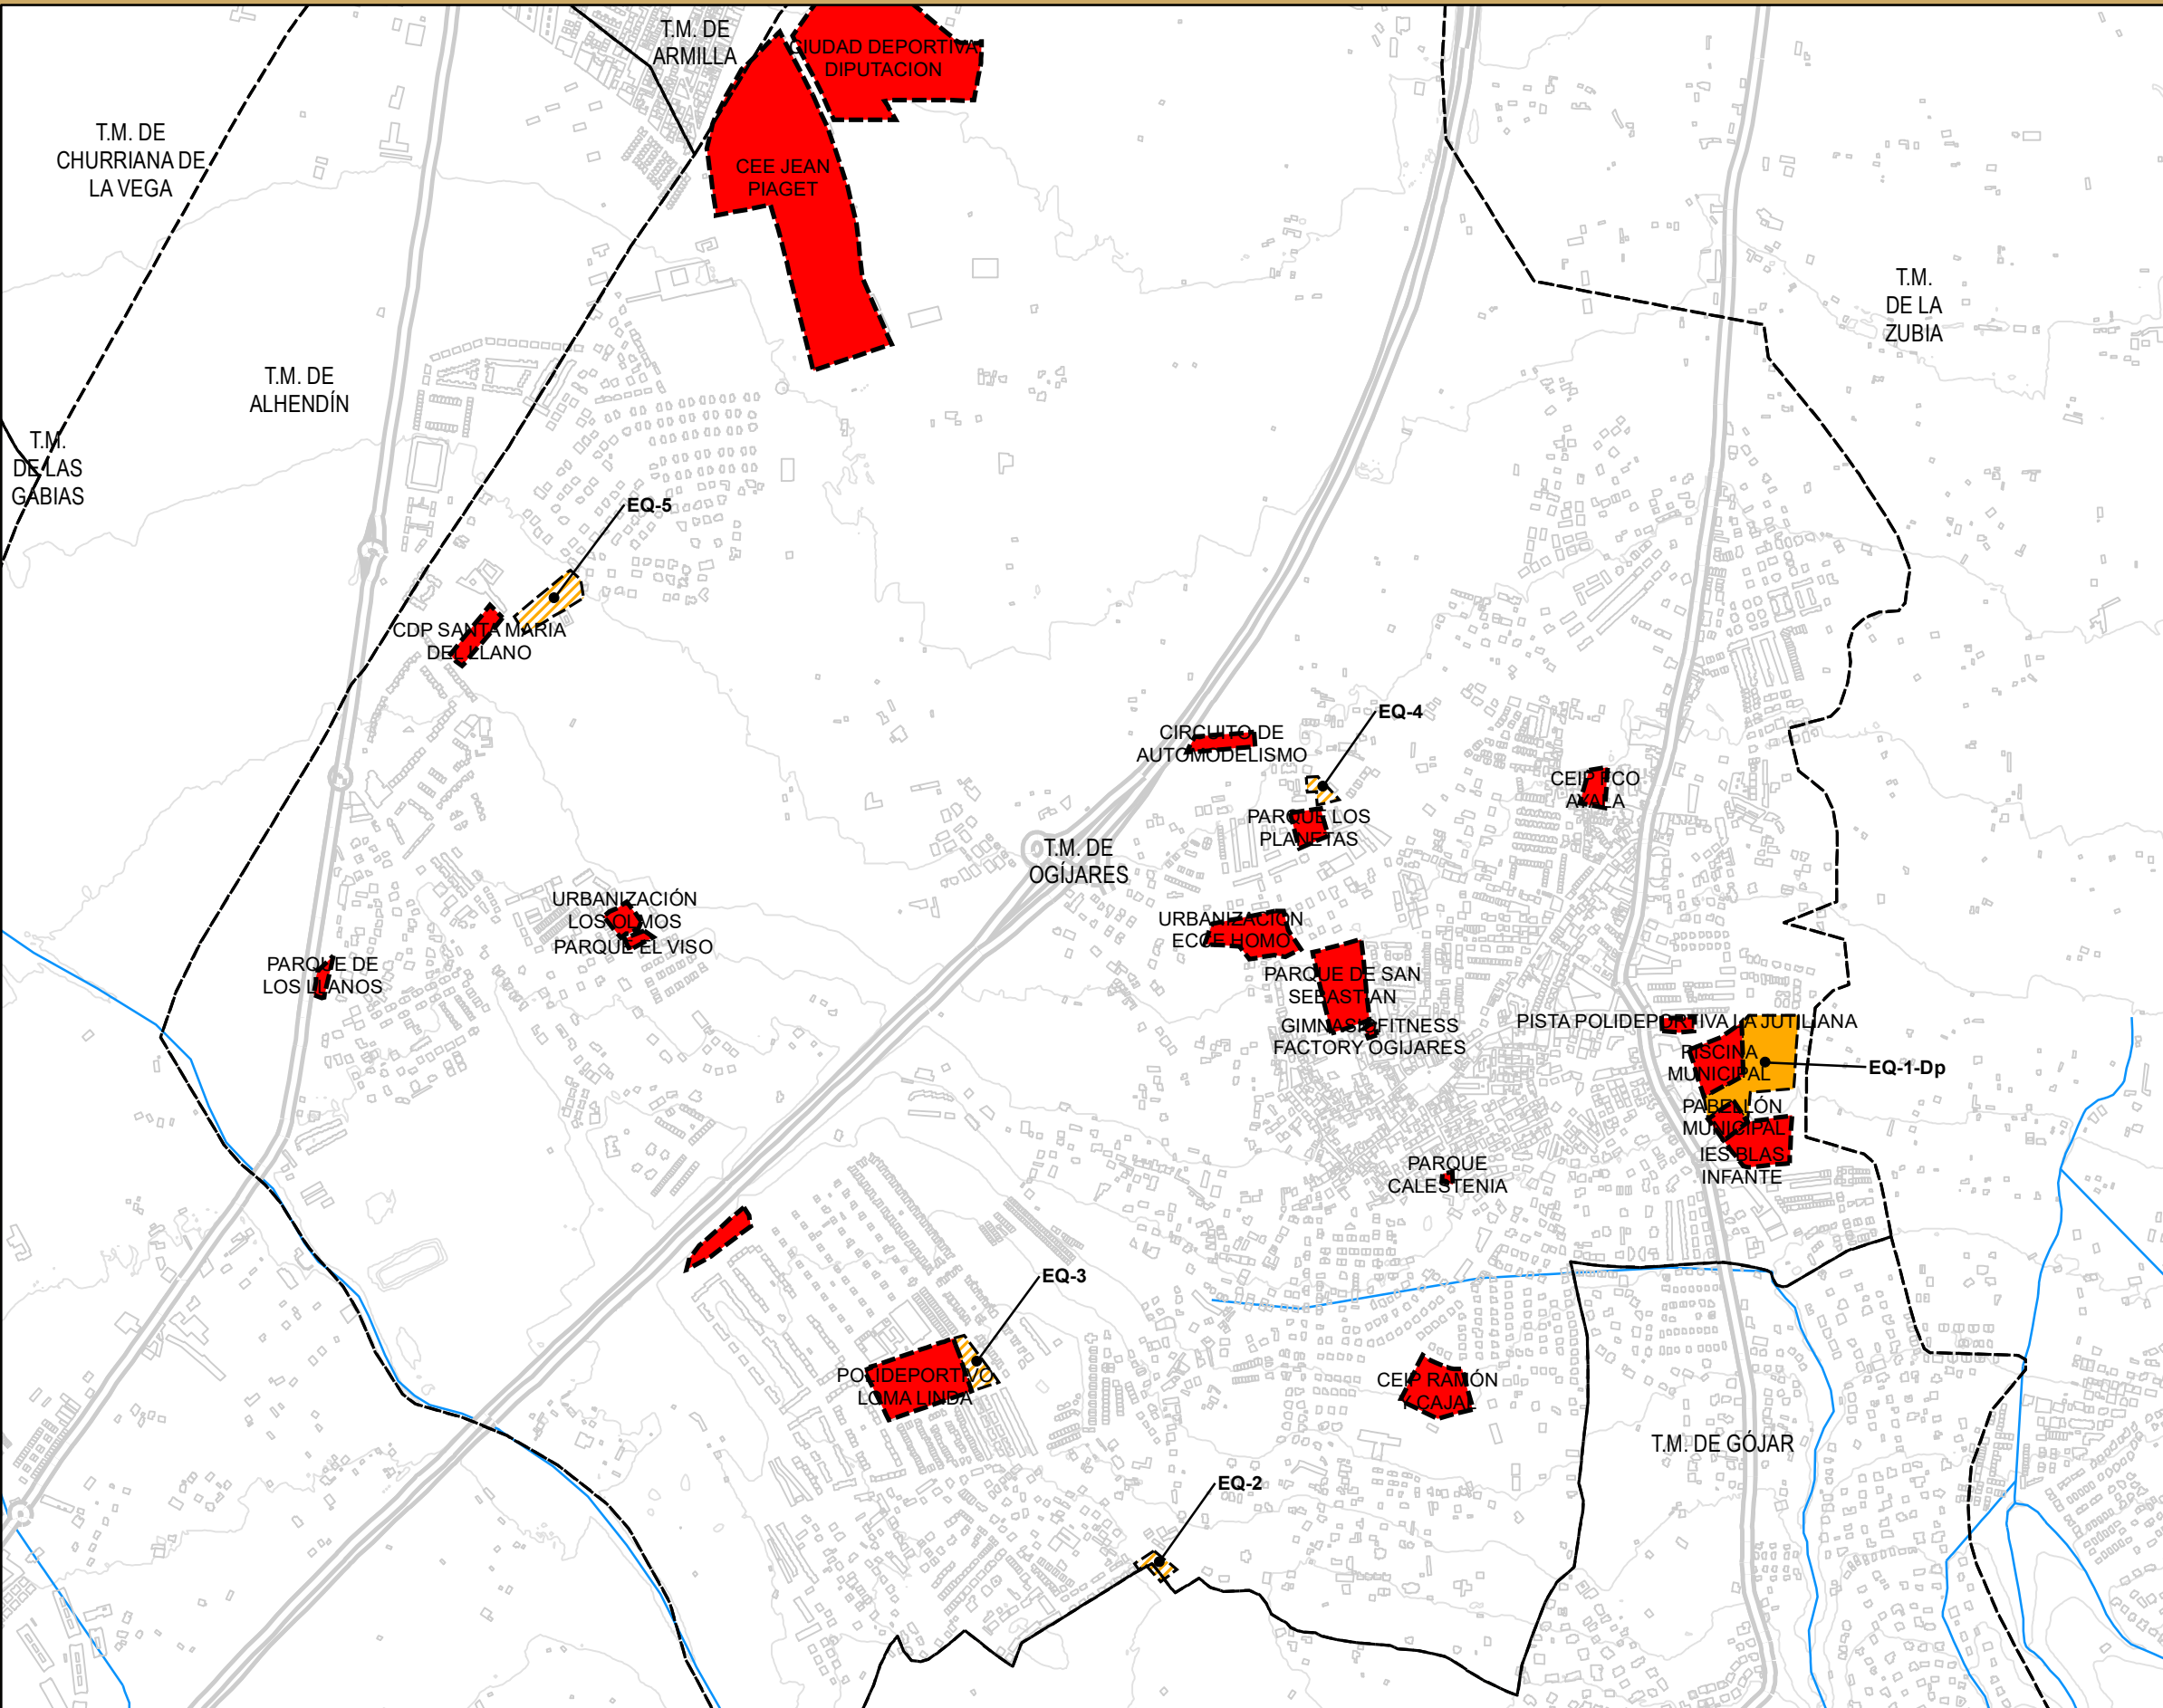 T.M. DE
ARMILLA
CIUDAD DEPORTIVA
DIPUTACION
T.M. DE
CHURRIANA DE
LA VEGA
CEE JEAN
PIAGET
T.M.
DE LA
ZUBIA
T.M. DE
ALHENDÍN
T.M.
DE LAS
GABIAS
EQ-5
CDP SANTA MARIA
DEL LLANO
EQ-4
CIRCUITO DE
AUTOMODELISMO
CEIP FCO
AYALA
PARQUE LOS
PLANETAS
T.M. DE
OGÍJARES
URBANIZACIÓN
LOS OLMOS
PARQUE EL VISO
URBANIZACIÓN
ECCE HOMO
PARQUE DE
LOS LLANOS
PARQUE DE SAN
SEBASTIAN
GIMNASIO FITNESS
FACTORY OGIJARES
PISTA POLIDEPORTIVA LA JUTILIANA
PISCINA
MUNICIPAL
EQ-1-Dp
PABELLÓN
MUNICIPAL
IES BLAS
INFANTE
PARQUE
CALESTENIA
EQ-3
POLIDEPORTIVO
LOMA LINDA
CEIP RAMÓN
Y CAJAL
T.M. DE GÓJAR
EQ-2